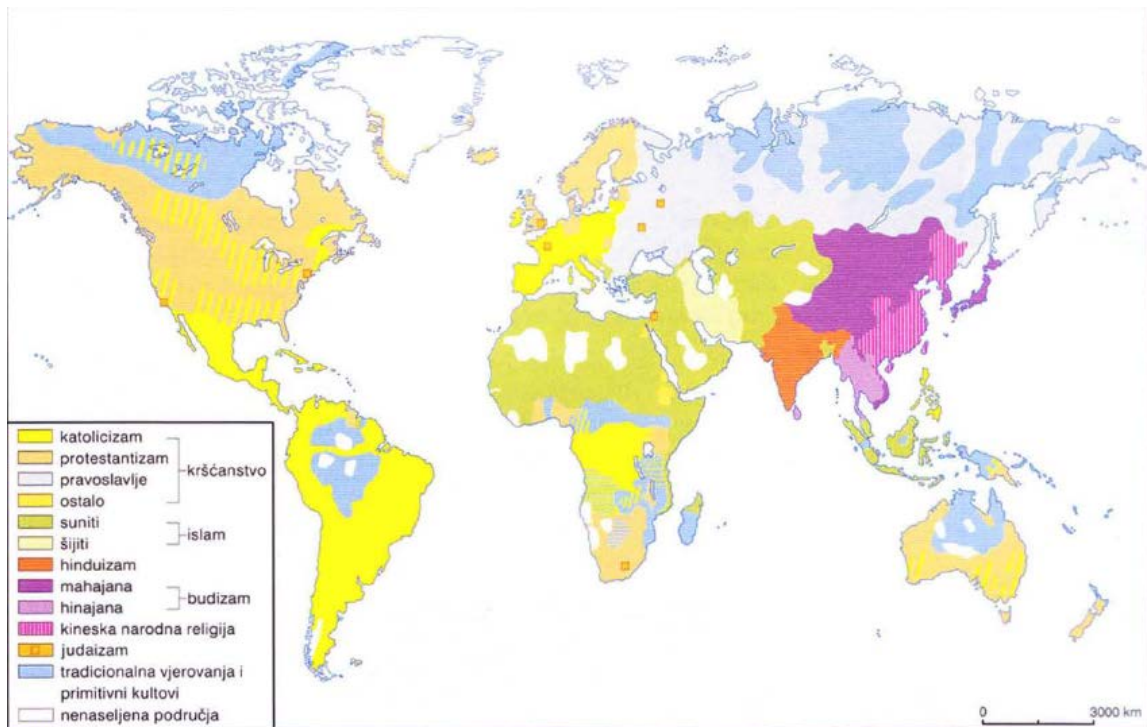 katolicizam
protestantizam
kršćanstvo
pravoslavlje
ostalo
suniti
islam
šijiti
hinduizam
mahajana
budizam
hinajana
kineska narodna religija
judaizam
tradicionalna vjerovanja i
primitivni kultovi
nenaseljena područja
0 3000 km